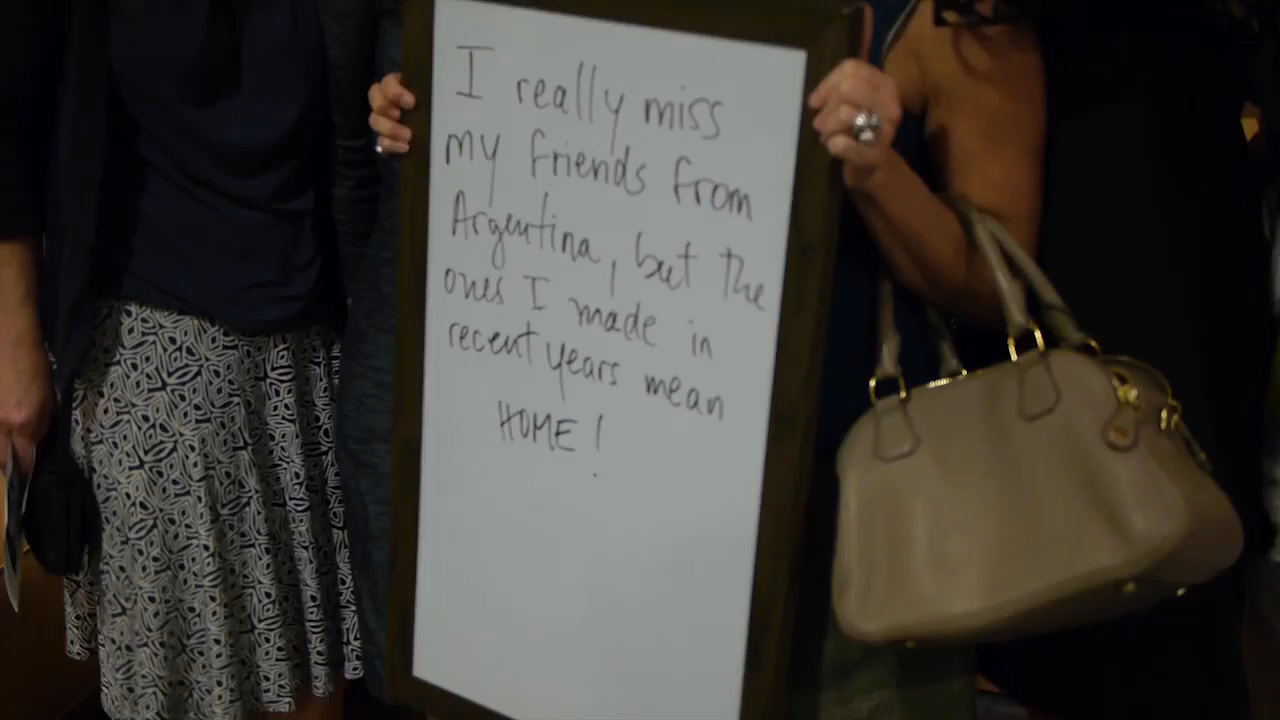 I really miss
my friends from
Argentina, but the
ones I made in
recent years mean
HOME!